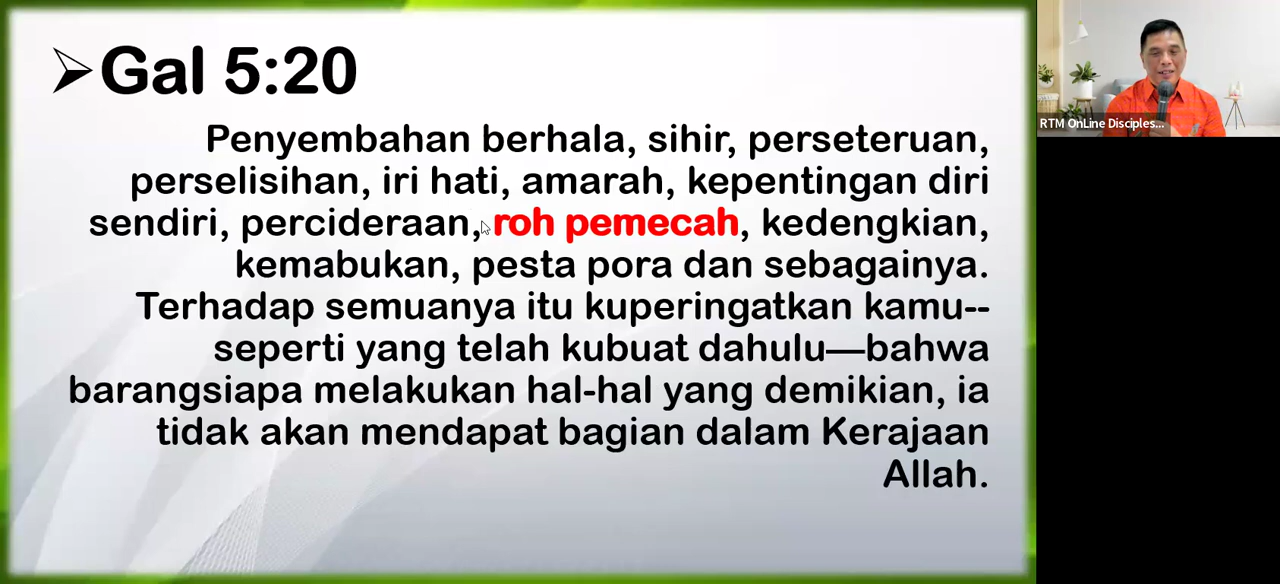 ➢Gal 5:20
Penyembahan berhala, sihir, perseteruan,
perselisihan, iri hati, amarah, kepentingan diri
sendiri, percideraan, roh pemecah, kedengkian,
kemabukan, pesta pora dan sebagainya.
Terhadap semuanya itu kuperingatkan kamu--
seperti yang telah kubuat dahulu—bahwa
barangsiapa melakukan hal-hal yang demikian, ia
tidak akan mendapat bagian dalam Kerajaan
Allah.
RTM OnLine Disciples...